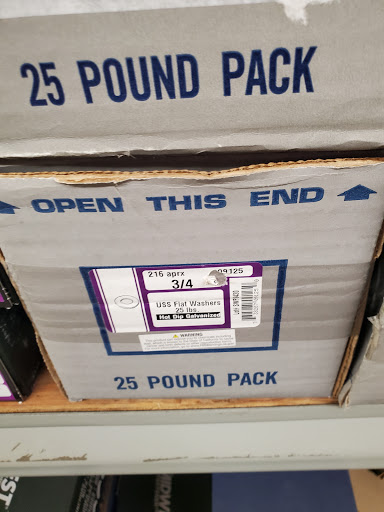 25 POUND PACK
OPEN THIS END
216 aprx
3/4
09125
USS Flat Washers
25 lbs
Hot Dip Galvanized
WARNING
25 POUND PACK